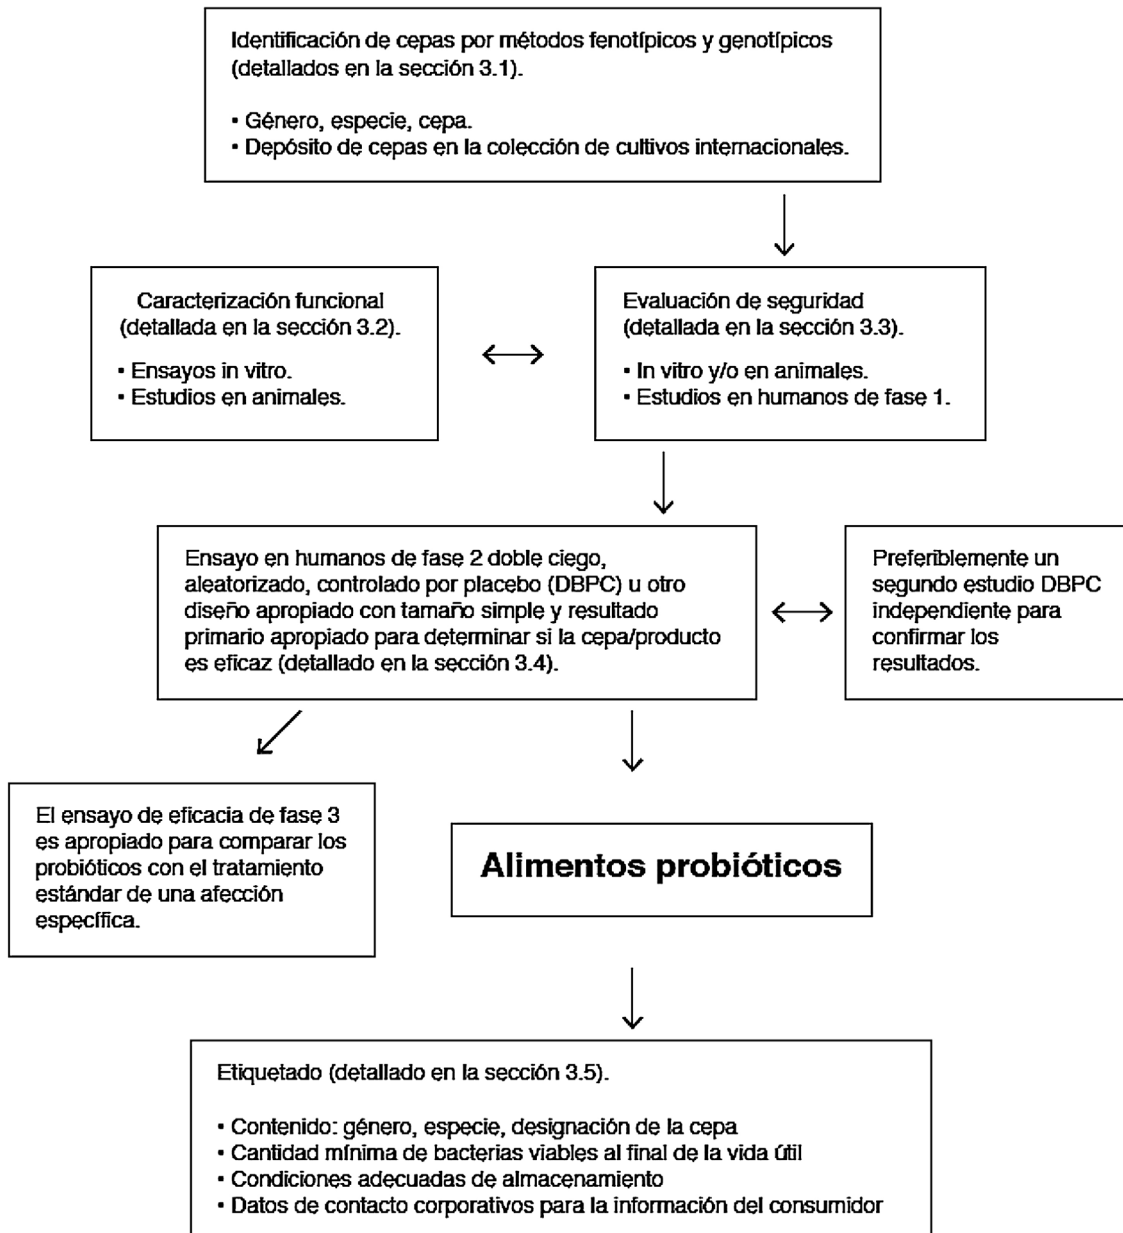 Identificación de cepas por métodos fenotípicos y genotípicos
(detallados en la sección 3.1).
• Género, especie, cepa.
• Depósito de cepas en la colección de cultivos internacionales.
Caracterización funcional
(detallada en la sección 3.2).
• Ensayos in vitro.
• Estudios en animales.
Evaluación de seguridad
(detallada en la sección 3.3).
• In vitro y/o en animales.
• Estudios en humanos de fase 1.
Ensayo en humanos de fase 2 doble ciego,
aleatorizado, controlado por placebo (DBPC) u otro
diseño apropiado con tamaño simple y resultado
primario apropiado para determinar si la cepa/producto
es eficaz (detallado en la sección 3.4).
Preferiblemente un
segundo estudio DBPC
independiente para
confirmar los
resultados.
El ensayo de eficacia de fase 3
es apropiado para comparar los
probióticos con el tratamiento
estándar de una afección
específica.
Alimentos probióticos
Etiquetado (detallado en la sección 3.5).
• Contenido: género, especie, designación de la cepa
• Cantidad mínima de bacterias viables al final de la vida útil
• Condiciones adecuadas de almacenamiento
• Datos de contacto corporativos para la información del consumidor